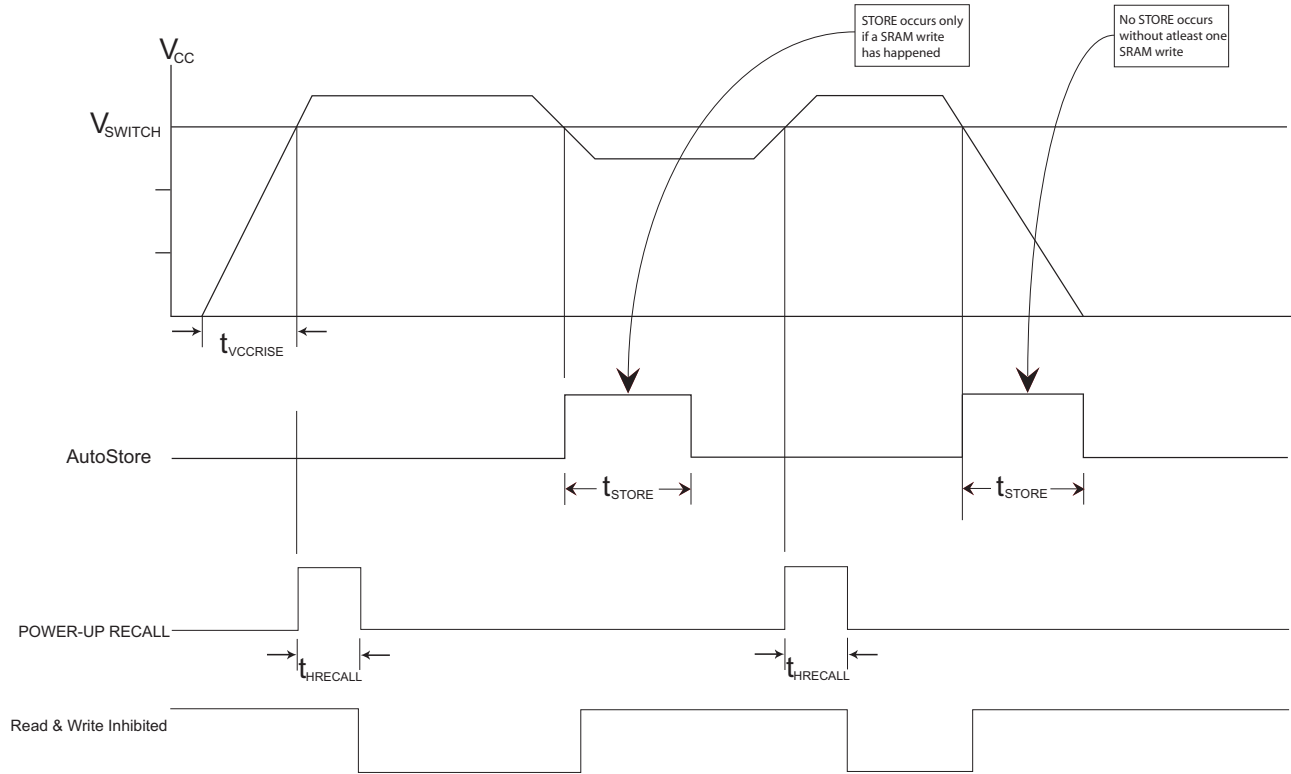 STORE occurs only
if a SRAM write
has happened
No STORE occurs
without atleast one
SRAM write
VCC
VSWITCH
tVCCRISE
AutoStore
tSTORE
tSTORE
POWER-UP RECALL
tHRECALL
tHRECALL
Read & Write Inhibited